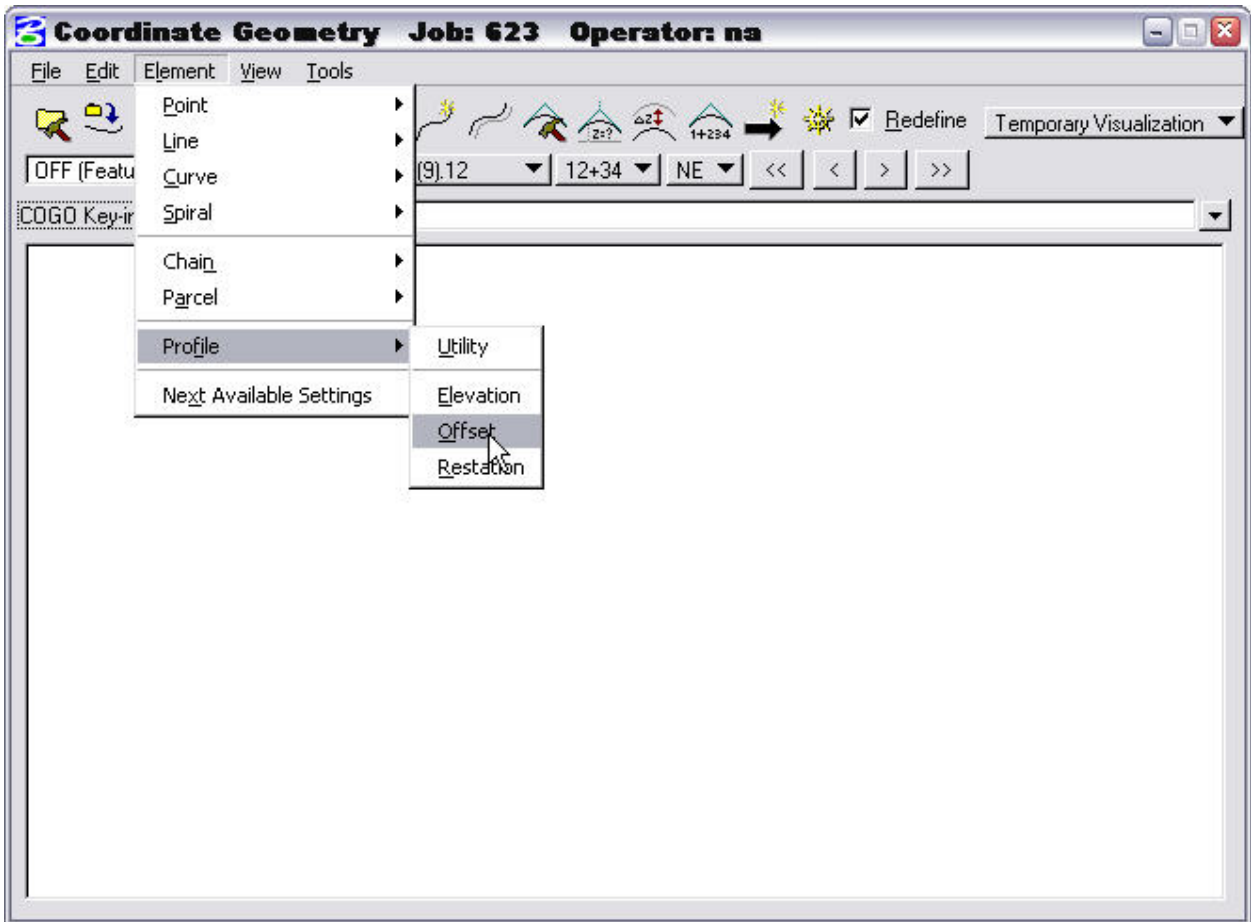 Coordinate Geometry Job: 623 Operator: na
File Edit Element View Tools
Point
Line
Curve
Spiral
Chain
Parcel
Profile
Next Available Settings
Utility
Elevation
Offset
Restation
z=?
ΔZ
1+234
Redefine
Temporary Visualization
OFF (Featu
(9).12
12+34
NE
<<
<
>
>>
COGO Key-in